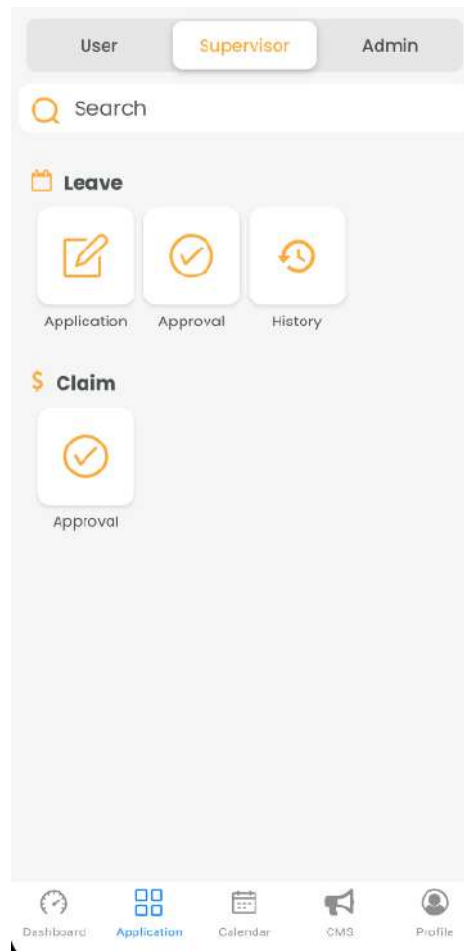 User Supervisor Admin
Search
Leave
Application Approval History
$ Claim
Approval
Dashboard Application Calendar CMS Profile